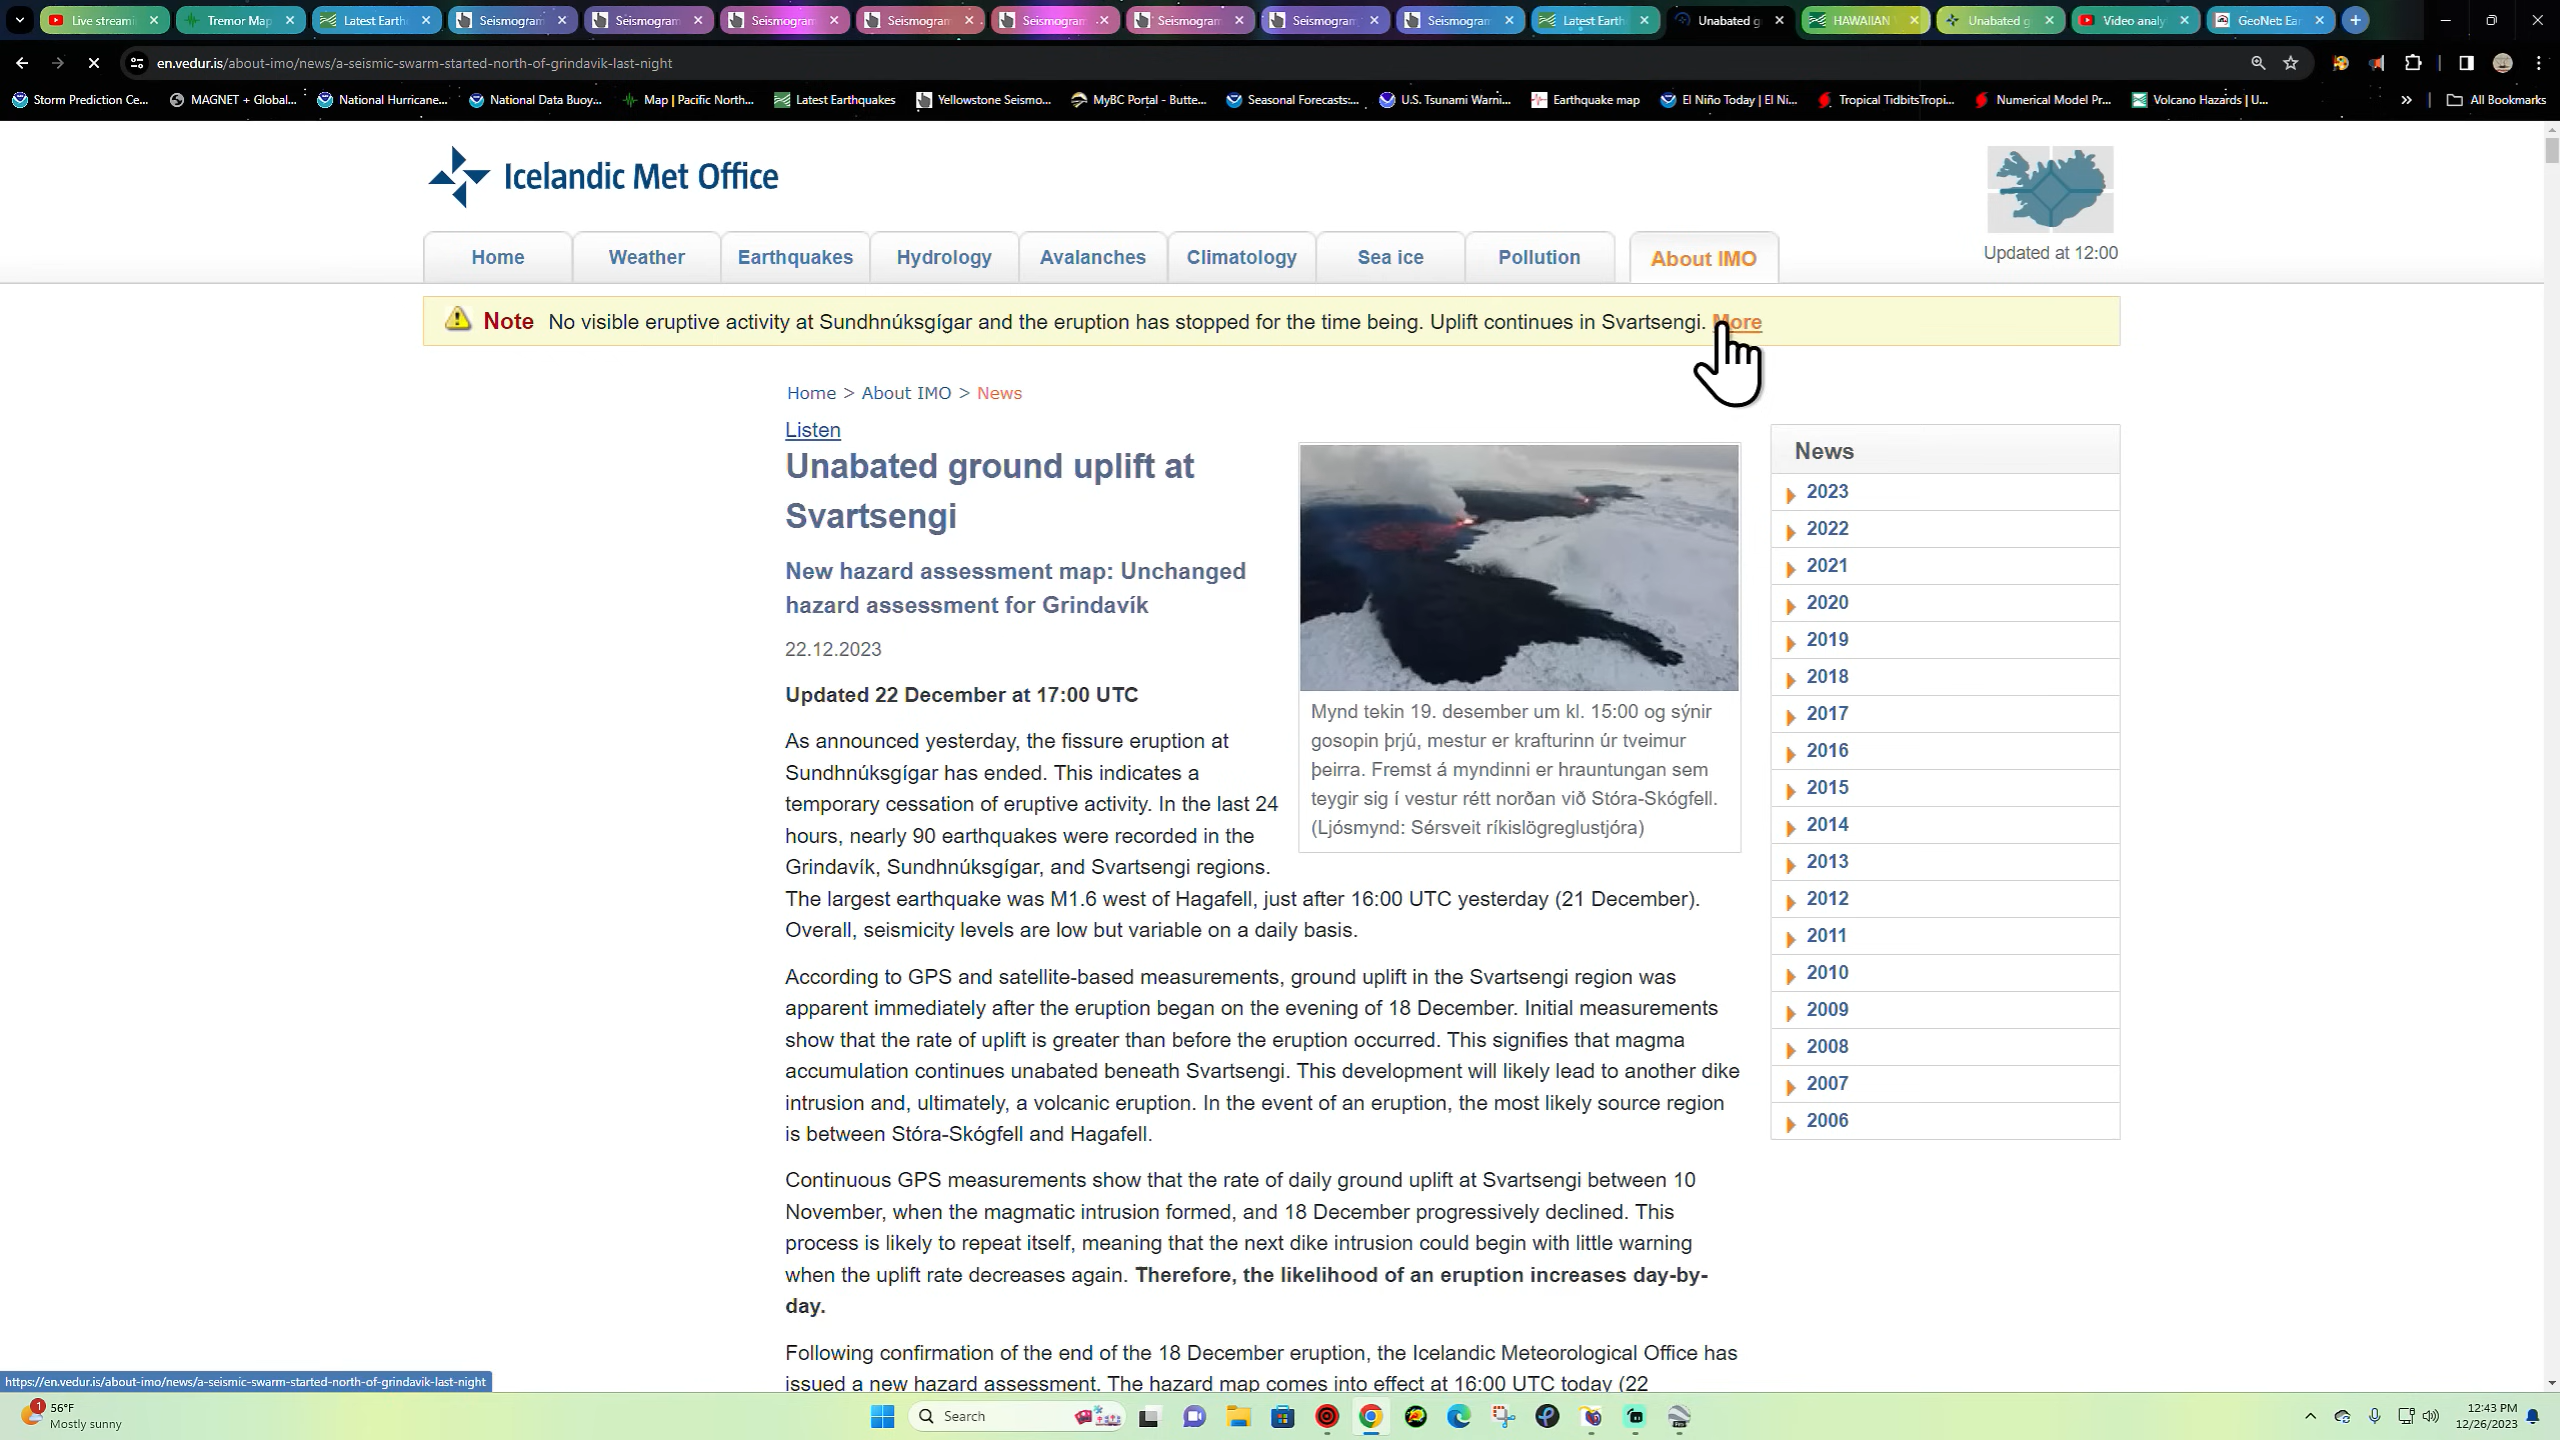 Live streami
Tremor Map
Latest Earth
Seismogram
Seismogram
Seismogram
Seismogram
Seismogram
Seismogram
Seismogram
Seismogram
Latest Earth
Unabated g
HAWAIIAN
Unabated g
Video analy
GeoNet: Ea
en.vedur.is/about-imo/news/a-seismic-swarm-started-north-of-grindavik-last-night
Storm Prediction Ce...
MAGNET + Global...
National Hurricane...
National Data Buoy...
Map | Pacific North...
Latest Earthquakes
Yellowstone Seismo...
MyBC Portal - Butte...
Seasonal Forecasts:...
U.S. Tsunami Warni...
Earthquake map
El Niño Today | El Ni...
Tropical TidbitsTropi...
Numerical Model Pr...
Volcano Hazards | U...
All Bookmarks
Icelandic Met Office
Updated at 12:00
Home
Weather
Earthquakes
Hydrology
Avalanches
Climatology
Sea ice
Pollution
About IMO
Note No visible eruptive activity at Sundhnúksgígar and the eruption has stopped for the time being. Uplift continues in Svartsengi. More
Home > About IMO > News
Listen
Unabated ground uplift at
Svartsengi
New hazard assessment map: Unchanged
hazard assessment for Grindavík
22.12.2023
Updated 22 December at 17:00 UTC
As announced yesterday, the fissure eruption at
Sundhnúksgígar has ended. This indicates a
temporary cessation of eruptive activity. In the last 24
hours, nearly 90 earthquakes were recorded in the
Grindavík, Sundhnúksgígar, and Svartsengi regions.
The largest earthquake was M1.6 west of Hagafell, just after 16:00 UTC yesterday (21 December).
Overall, seismicity levels are low but variable on a daily basis.
Mynd tekin 19. desember um kl. 15:00 og sýnir
gosopin þrjú, mestur er krafturinn úr tveimur
þeirra. Fremst á myndinni er hrauntungan sem
teygir sig í vestur rétt norðan við Stóra-Skógfell.
(Ljósmynd: Sérsveit ríkislögreglustjóra)
According to GPS and satellite-based measurements, ground uplift in the Svartsengi region was
apparent immediately after the eruption began on the evening of 18 December. Initial measurements
show that the rate of uplift is greater than before the eruption occurred. This signifies that magma
accumulation continues unabated beneath Svartsengi. This development will likely lead to another dike
intrusion and, ultimately, a volcanic eruption. In the event of an eruption, the most likely source region
is between Stóra-Skógfell and Hagafell.
Continuous GPS measurements show that the rate of daily ground uplift at Svartsengi between 10
November, when the magmatic intrusion formed, and 18 December progressively declined. This
process is likely to repeat itself, meaning that the next dike intrusion could begin with little warning
when the uplift rate decreases again. Therefore, the likelihood of an eruption increases day-by-
day.
Following confirmation of the end of the 18 December eruption, the Icelandic Meteorological Office has
issued a new hazard assessment. The hazard map comes into effect at 16:00 UTC today (22
News
2023
2022
2021
2020
2019
2018
2017
2016
2015
2014
2013
2012
2011
2010
2009
2008
2007
2006
https://en.vedur.is/about-imo/news/a-seismic-swarm-started-north-of-grindavik-last-night
1
56°F
Mostly sunny
Search
12:43 PM
12/26/2023